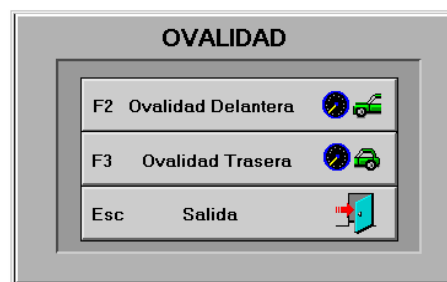 OVALIDAD
F2 Ovalidad Delantera
F3 Ovalidad Trasera
Esc Salida